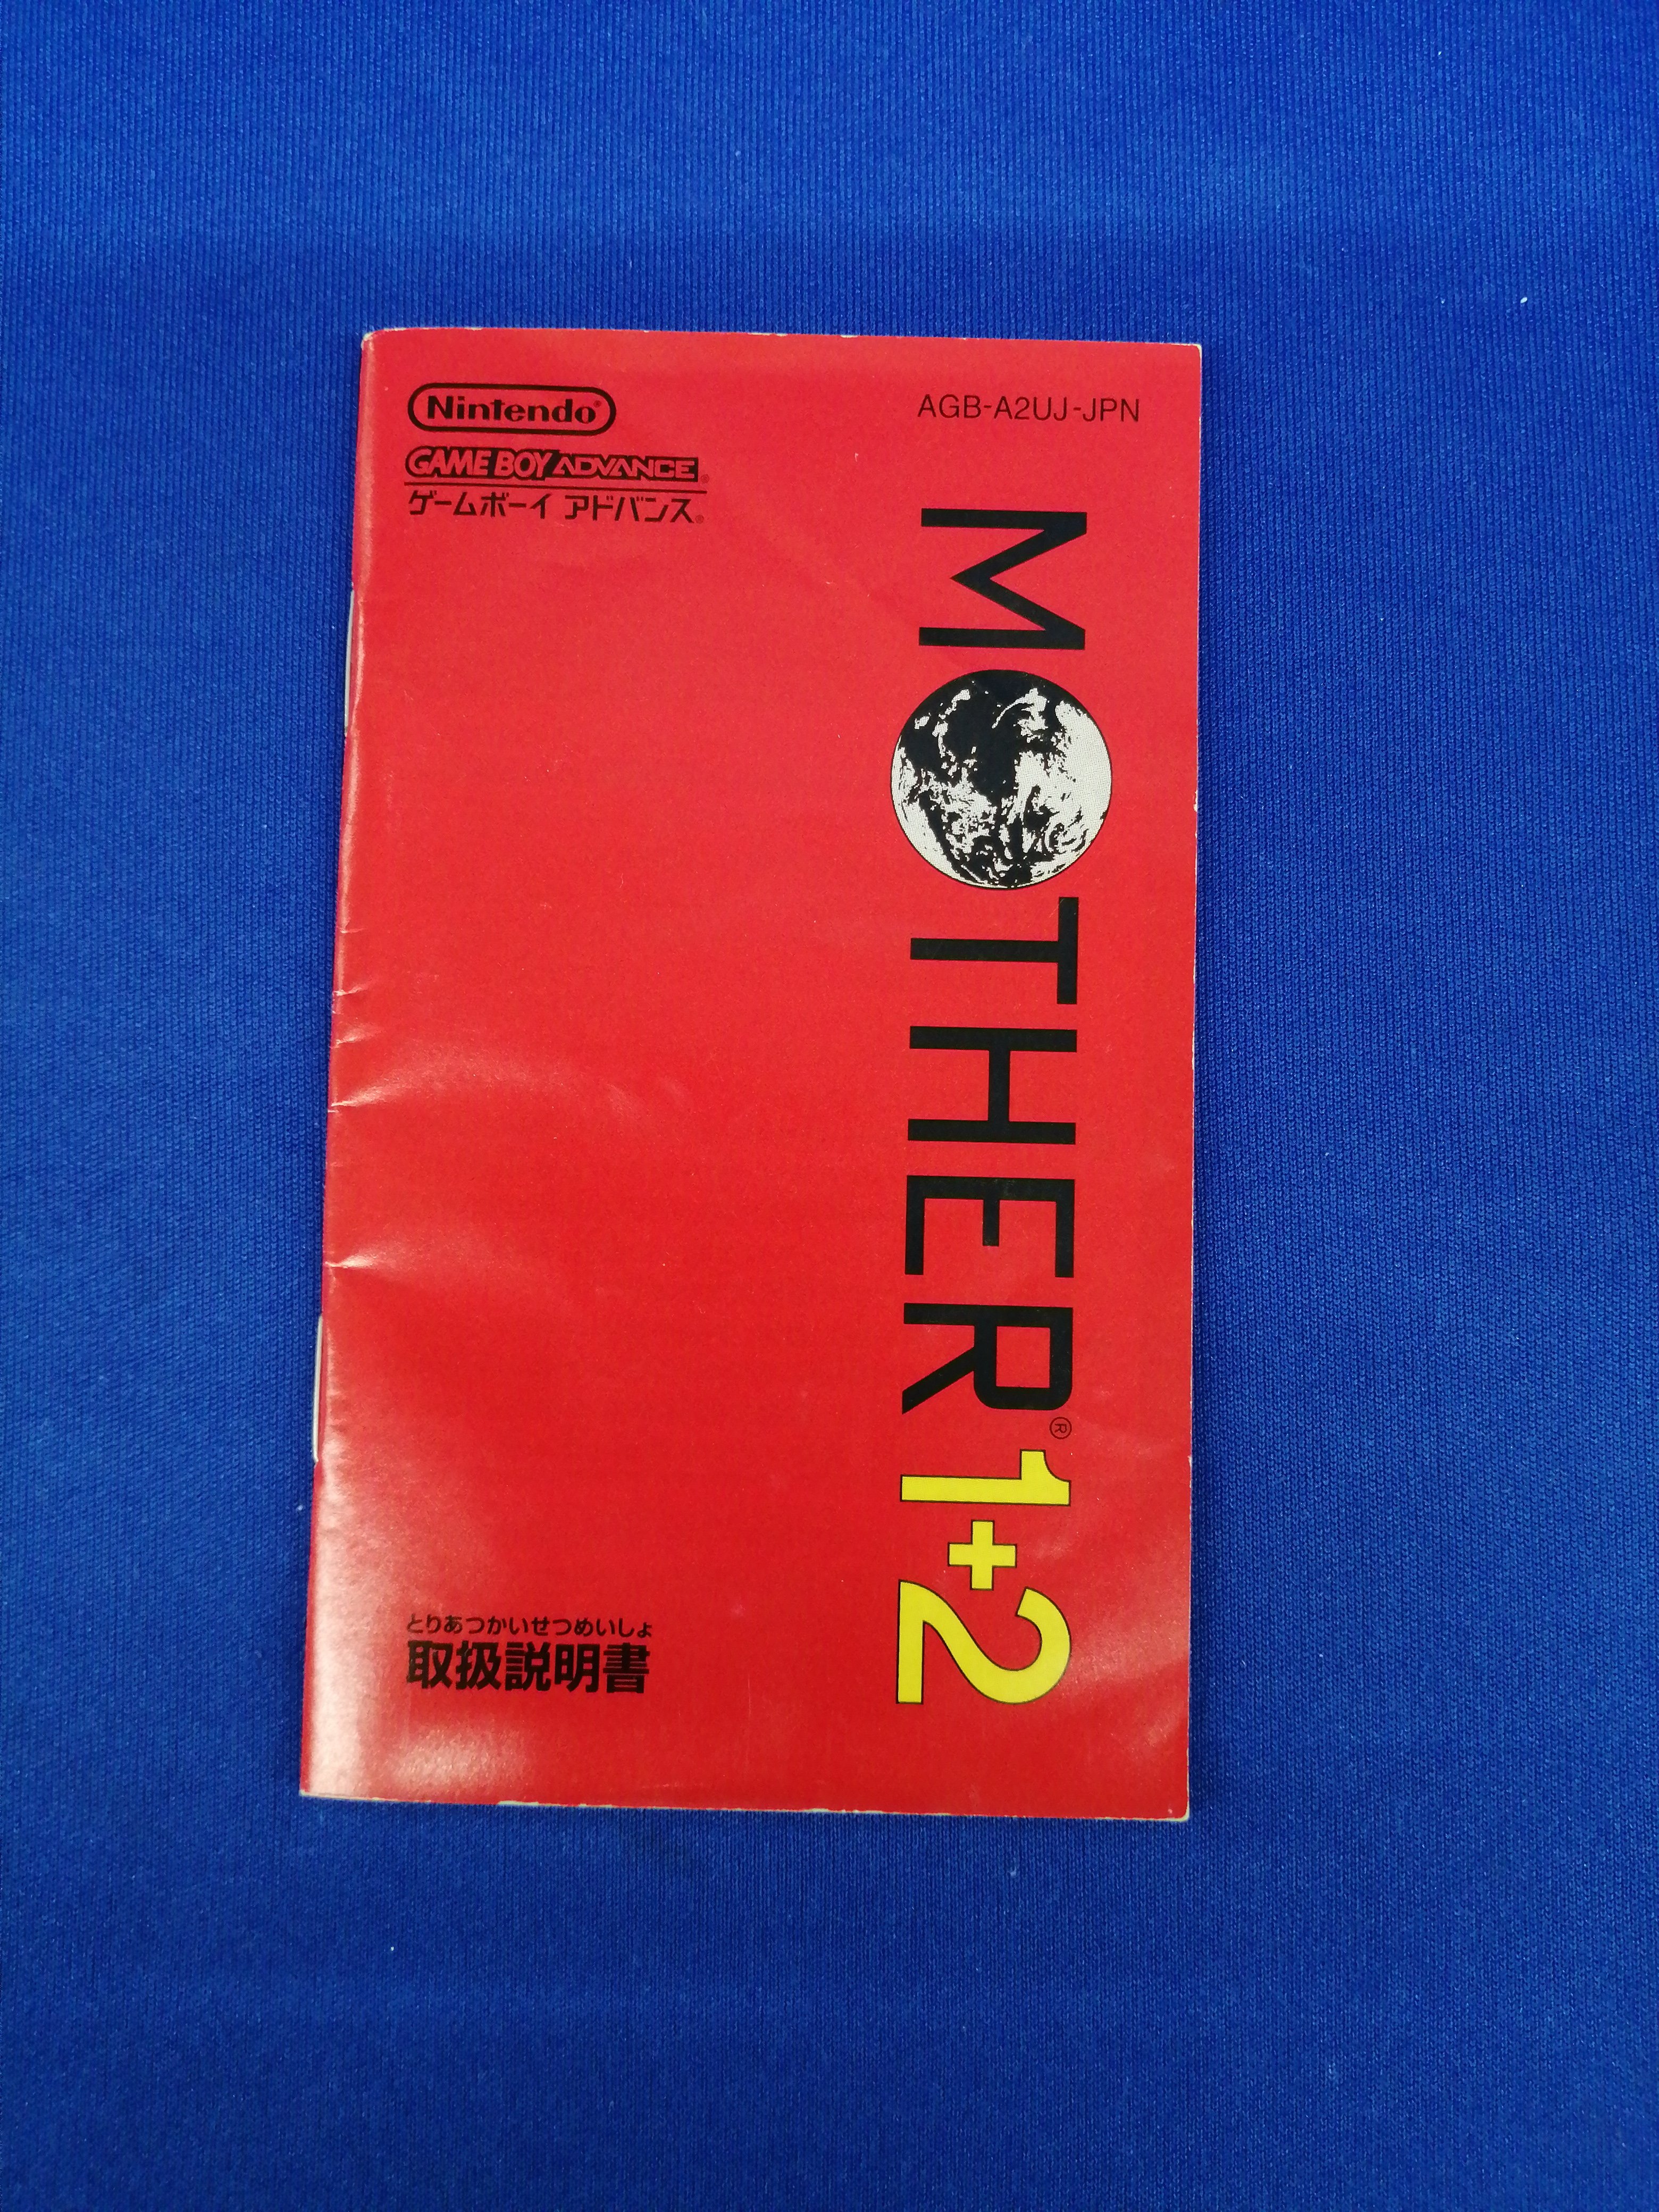 Nintendo®
AGB-A2UJ-JPN
GAME BOY ADVANCE®
ゲームボーイ アドバンス®
MOTHER®1+2
とりあつかいせつめいしょ
取扱説明書